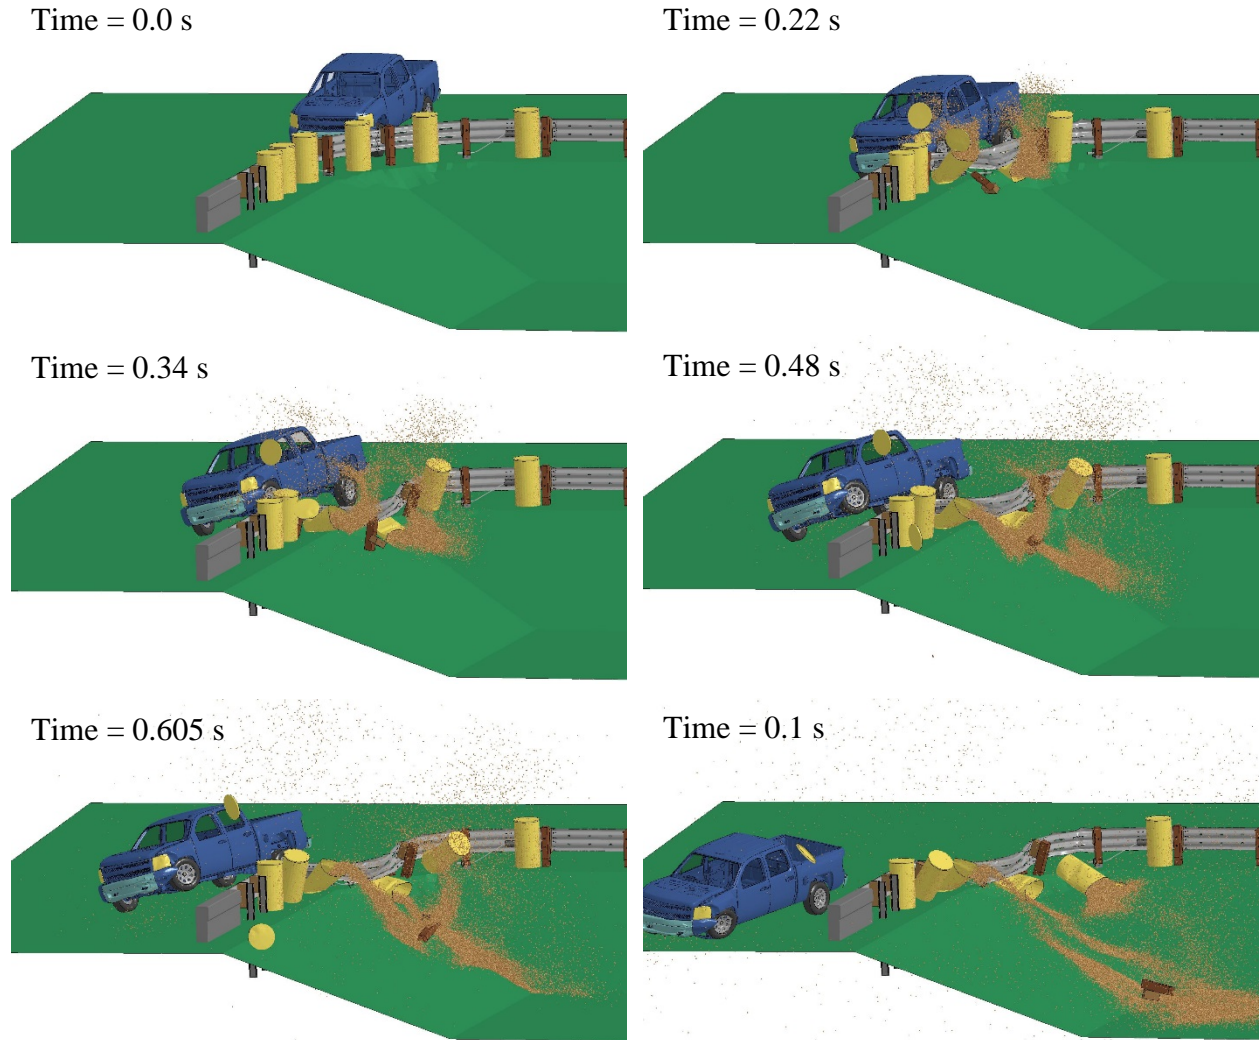 Time = 0.0 s
Time = 0.22 s
Time = 0.34 s
Time = 0.48 s
Time = 0.605 s
Time = 0.1 s